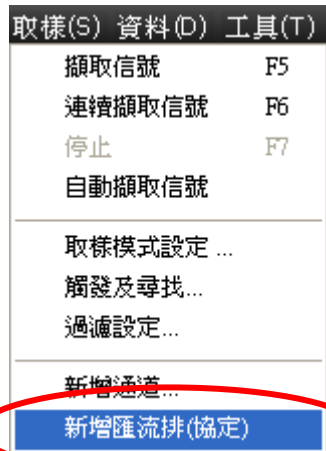 取樣(S) 資料(D) 工具(T)
擷取信號 F5
連續擷取信號 F6
停止 F7
自動擷取信號
取樣模式設定 ...
觸發及尋找...
過濾設定...
新增通道...
新增匯流排(協定)